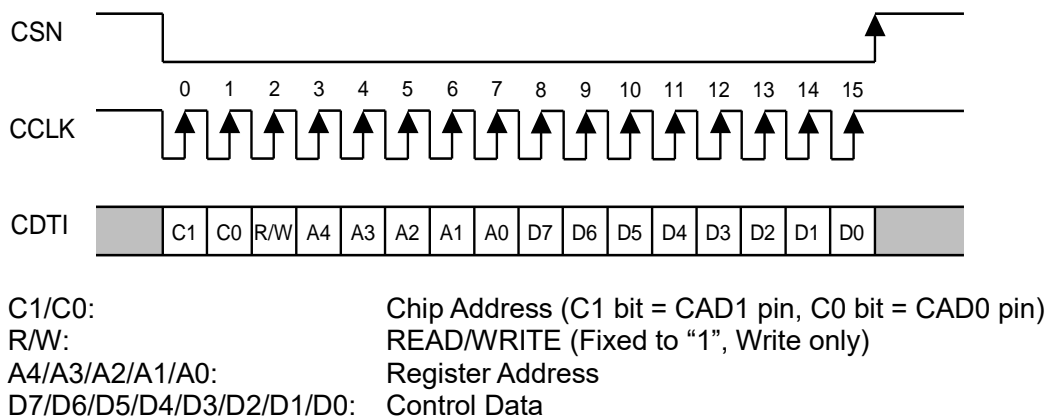 CSN
0 1 2 3 4 5 6 7 8 9 10 11 12 13 14 15
CCLK
CDTI C1 C0 R/W A4 A3 A2 A1 A0 D7 D6 D5 D4 D3 D2 D1 D0
C1/C0: Chip Address (C1 bit = CAD1 pin, C0 bit = CAD0 pin)
R/W: READ/WRITE (Fixed to “1”, Write only)
A4/A3/A2/A1/A0: Register Address
D7/D6/D5/D4/D3/D2/D1/D0: Control Data